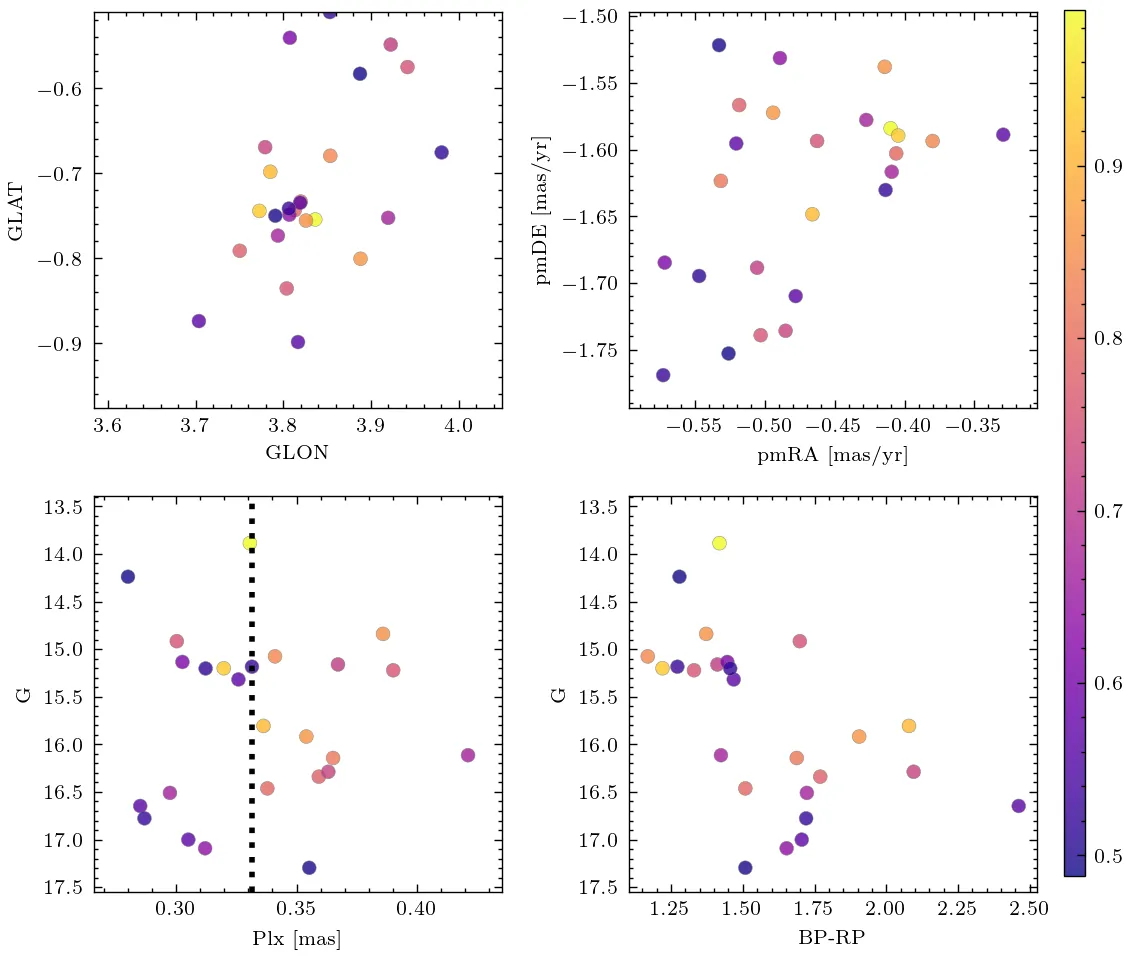 −0.6
−0.7
−0.8
−0.9
GLAT
3.6 3.7 3.8 3.9 4.0
GLON
−1.50
−1.55
−1.60
−1.65
−1.70
−1.75
pmDE [mas/yr]
−0.55 −0.50 −0.45 −0.40 −0.35
pmRA [mas/yr]
0.9
0.8
0.7
0.6
0.5
13.5
14.0
14.5
15.0
15.5
16.0
16.5
17.0
17.5
G
0.30 0.35 0.40
Plx [mas]
13.5
14.0
14.5
15.0
15.5
16.0
16.5
17.0
17.5
G
1.25 1.50 1.75 2.00 2.25 2.50
BP-RP